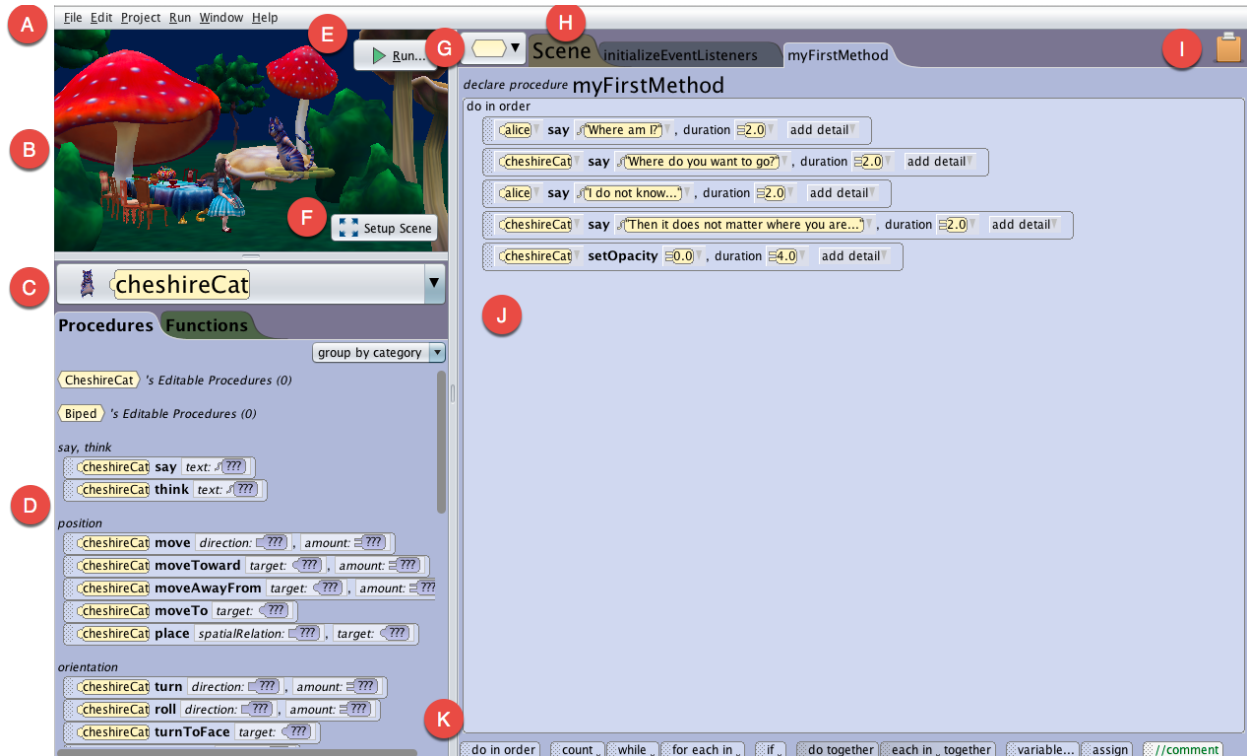 A
File Edit Project Run Window Help
E
Run...
G
H
Scene
initializeEventListeners
myFirstMethod
I
B
F
Setup Scene
declare procedure myFirstMethod
do in order
alice say "Where am I?" , duration 2.0 add detail
cheshireCat say "Where do you want to go?" , duration 2.0 add detail
alice say "I do not know..." , duration 2.0 add detail
cheshireCat say "Then it does not matter where you are..." , duration 2.0 add detail
cheshireCat setOpacity 0.0 , duration 4.0 add detail
J
C
cheshireCat
Procedures Functions
group by category
CheshireCat 's Editable Procedures (0)
Biped 's Editable Procedures (0)
say, think
cheshireCat say text: ???
cheshireCat think text: ???
D
position
cheshireCat move direction: ??? , amount: ???
cheshireCat moveToward target: ??? , amount: ???
cheshireCat moveAwayFrom target: ??? , amount: ???
cheshireCat moveTo target: ???
cheshireCat place spatialRelation: ??? , target: ???
orientation
cheshireCat turn direction: ??? , amount: ???
cheshireCat roll direction: ??? , amount: ???
cheshireCat turnToFace target: ???
K
do in order count while for each in if do together each in together variable... assign //comment